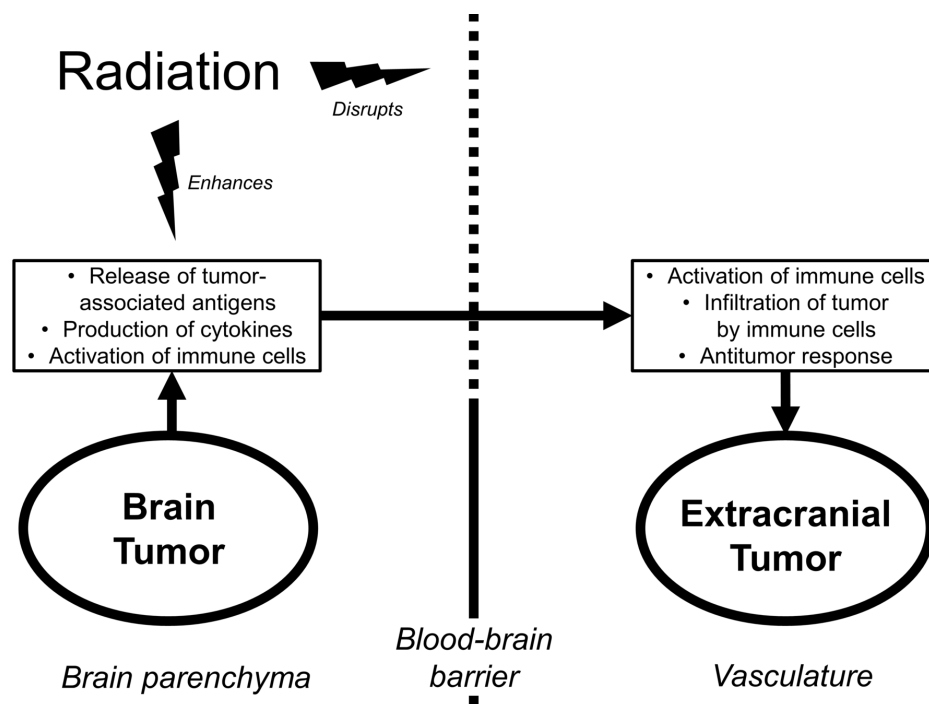 Radiation
Disrupts
Enhances
• Release of tumor-
associated antigens
• Production of cytokines
• Activation of immune cells
• Activation of immune cells
• Infiltration of tumor
by immune cells
• Antitumor response
Brain
Tumor
Extracranial
Tumor
Brain parenchyma
Blood-brain
barrier
Vasculature